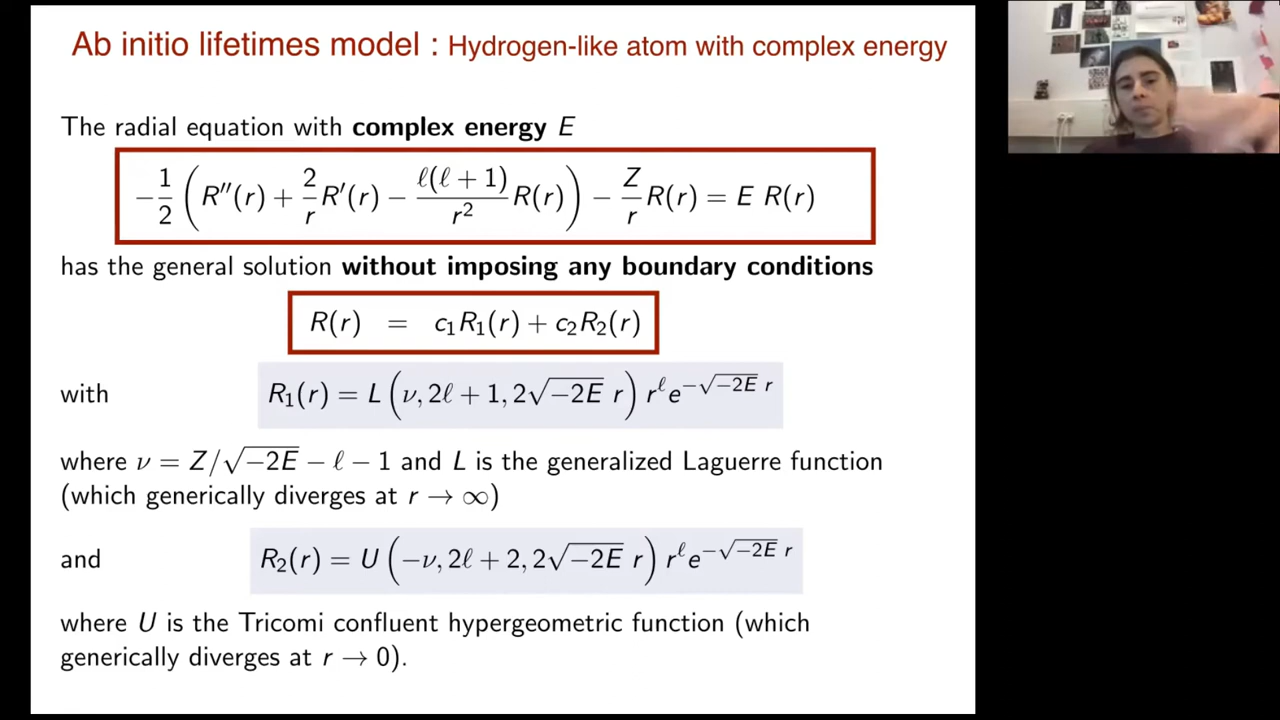 Ab initio lifetimes model : Hydrogen-like atom with complex energy
The radial equation with complex energy E
−1/2 ( R″(r) + 2/r R′(r) − ℓ(ℓ + 1)/r² R(r) ) − Z/r R(r) = E R(r)
has the general solution without imposing any boundary conditions
R(r) = c₁R₁(r) + c₂R₂(r)
with R₁(r) = L (ν, 2ℓ + 1, 2√−2E r) r^ℓ e^{−√−2E r}
where ν = Z/√−2E − ℓ − 1 and L is the generalized Laguerre function
(which generically diverges at r → ∞)
and R₂(r) = U (−ν, 2ℓ + 2, 2√−2E r) r^ℓ e^{−√−2E r}
where U is the Tricomi confluent hypergeometric function (which
generically diverges at r → 0).